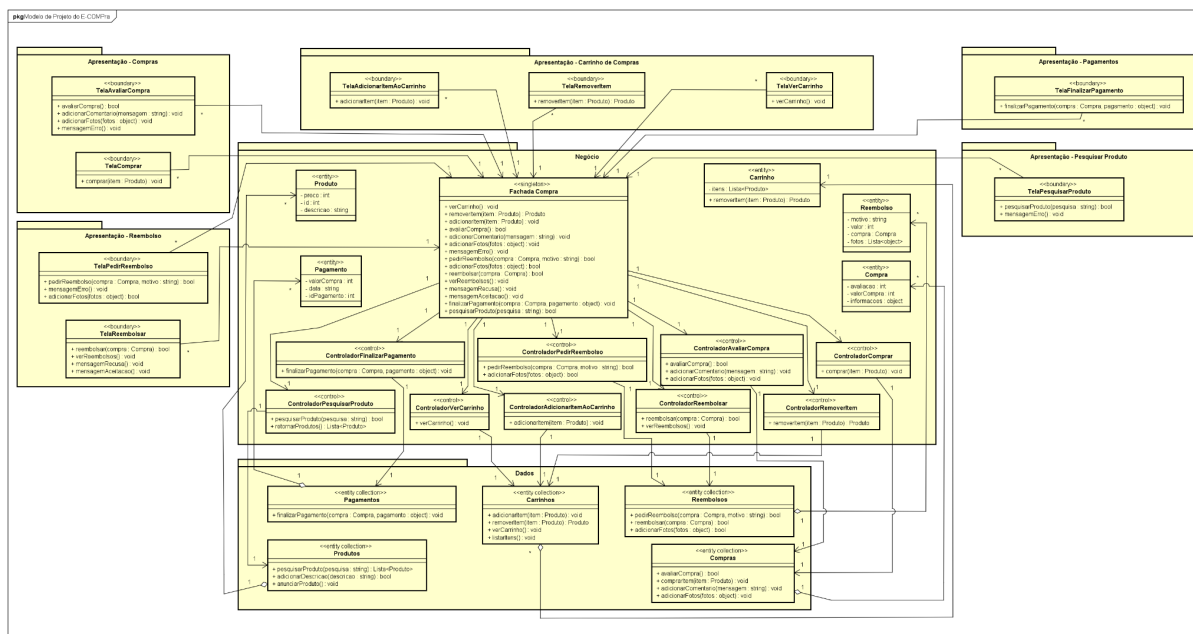 pkg Modelo de Projeto do E-COMPra
Apresentação - Compras
<<boundary>>
TelaAvaliarCompra
+ avaliarCompra() : bool
+ adicionarComentario(mensagem : string) : void
+ adicionarFotos(fotos : object) : void
+ mensagemErro() : void
<<boundary>>
TelaComprar
+ comprar(item : Produto) : void
Apresentação - Carrinho de Compras
<<boundary>>
TelaAdicionarItemAoCarrinho
+ adicionarItem(item : Produto) : void
<<boundary>>
TelaRemoverItem
+ removerItem(item : Produto) : void
<<boundary>>
TelaVerCarrinho
+ verCarrinho() : void
Apresentação - Pagamentos
<<boundary>>
TelaFinalizarPagamento
+ finalizarPagamento(compra : Compra, pagamento : object) : void
Apresentação - Pesquisar Produto
<<boundary>>
TelaPesquisarProduto
+ pesquisarProduto(pesquisa : string) : bool
+ mensagemErro() : void
Apresentação - Reembolso
<<boundary>>
TelaPedirReembolso
+ pedirReembolso(compra : Compra, motivo : string) : bool
+ mensagemErro() : void
+ adicionarFotos(fotos : object) : bool
<<boundary>>
TelaReembolsar
+ reembolsar(compra : Compra) : bool
+ verReembolsos() : void
+ mensagemRecusa() : void
+ mensagemAceitacao() : void
Negócio
<<entity>>
Produto
- preco : int
- id : int
- descricao : string
<<entity>>
Pagamento
- valorCompra : int
- data : string
- idPagamento : int
<<singleton>>
Fachada Compra
+ verCarrinho() : void
+ removerItem(item : Produto) : Produto
+ adicionarItem(item : Produto) : void
+ avaliarCompra() : bool
+ adicionarComentario(mensagem : string) : void
+ adicionarFotos(fotos : object) : void
+ mensagemErro() : void
+ pedirReembolso(compra : Compra, motivo : string) : bool
+ adicionarFotos(fotos : object) : bool
+ reembolsar(compra : Compra) : bool
+ verReembolsos() : void
+ mensagemRecusa() : void
+ mensagemAceitacao() : void
+ finalizarPagamento(compra : Compra, pagamento : object) : void
+ pesquisarProduto(pesquisa : string) : bool
<<entity>>
Carrinho
- itens : Lista<Produto>
+ removerItem(item : Produto) : Produto
<<entity>>
Reembolso
- motivo : string
- valor : int
- compra : Compra
- fotos : Lista<object>
<<entity>>
Compra
- avaliacao : int
- valorCompra : int
- informacoes : object
<<control>>
ControladorFinalizarPagamento
+ finalizarPagamento(compra : Compra, pagamento : object) : void
<<control>>
ControladorPedirReembolso
+ pedirReembolso(compra : Compra, motivo : string) : bool
+ adicionarFotos(fotos : object) : bool
<<control>>
ControladorAvaliarCompra
+ avaliarCompra() : bool
+ adicionarComentario(mensagem : string) : void
+ adicionarFotos(fotos : object) : void
<<control>>
ControladorComprar
+ comprar(item : Produto) : void
<<control>>
ControladorPesquisarProduto
+ pesquisarProduto(pesquisa : string) : bool
+ retornarProdutos() : Lista<Produto>
<<control>>
ControladorVerCarrinho
+ verCarrinho() : void
<<control>>
ControladorAdicionarItemAoCarrinho
+ adicionarItem(item : Produto) : void
<<control>>
ControladorReembolsar
+ reembolsar(compra : Compra) : bool
+ verReembolsos() : void
<<control>>
ControladorRemoverItem
+ removerItem(item : Produto) : Produto
Dados
<<entity collection>>
Pagamentos
+ finalizarPagamento(compra : Compra, pagamento : object) : void
<<entity collection>>
Carrinhos
+ adicionarItem(item : Produto) : void
+ removerItem(item : Produto) : Produto
+ verCarrinho() : void
+ listarItens() : void
<<entity collection>>
Reembolsos
+ pedirReembolso(compra : Compra, motivo : string) : bool
+ reembolsar(compra : Compra) : bool
+ adicionarFotos(fotos : object) : bool
<<entity collection>>
Produtos
+ pesquisarProduto(pesquisa : string) : Lista<Produto>
+ adicionarDescricao(descricao : string) : bool
+ anunciarProduto() : void
<<entity collection>>
Compras
+ avaliarCompra() : bool
+ comprarItem(item : Produto) : void
+ adicionarComentario(mensagem : string) : void
+ adicionarFotos(fotos : object) : void